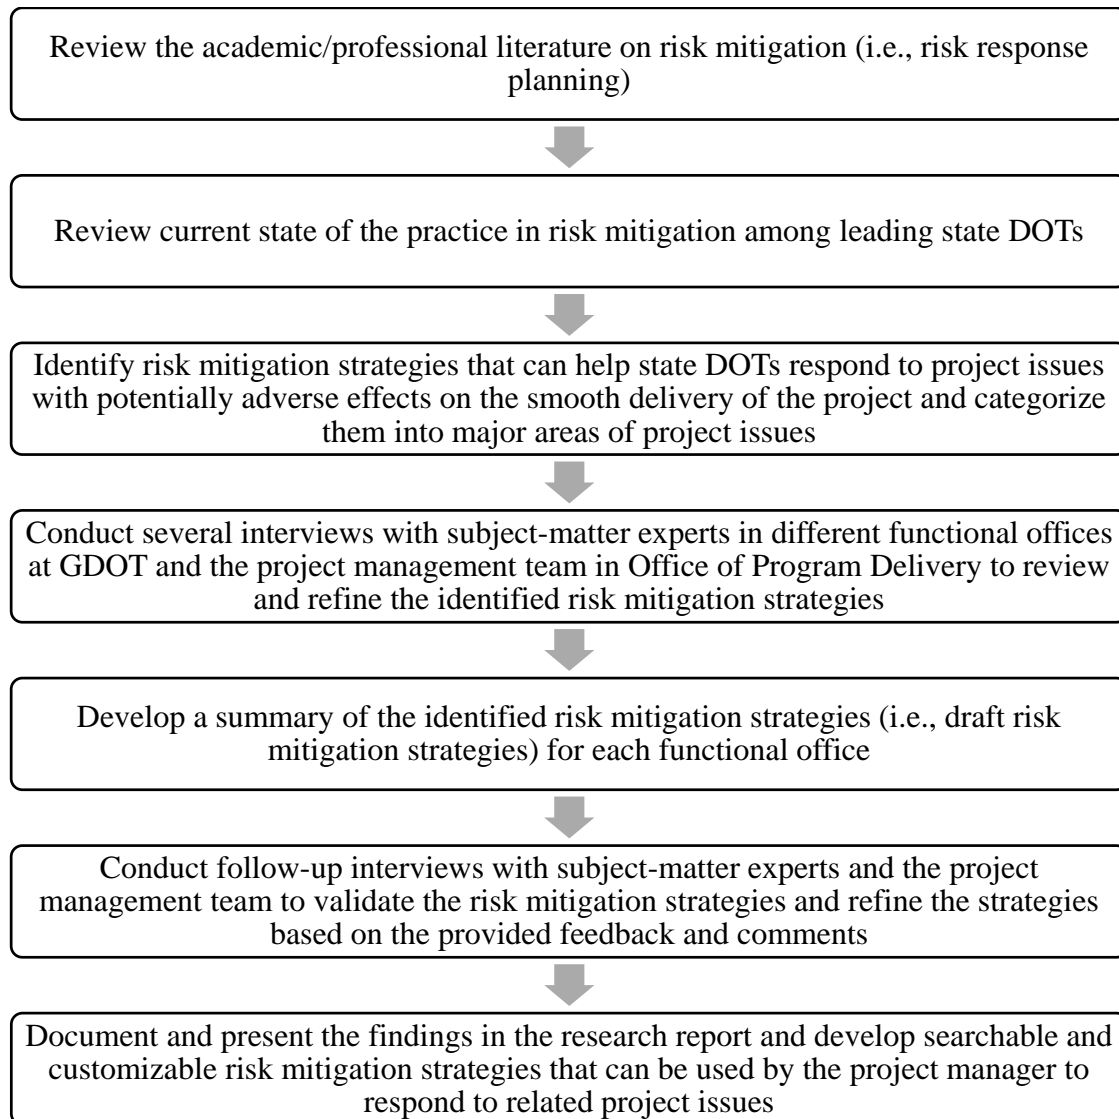 Review the academic/professional literature on risk mitigation (i.e., risk response
planning)
Review current state of the practice in risk mitigation among leading state DOTs
Identify risk mitigation strategies that can help state DOTs respond to project issues
with potentially adverse effects on the smooth delivery of the project and categorize
them into major areas of project issues
Conduct several interviews with subject-matter experts in different functional offices
at GDOT and the project management team in Office of Program Delivery to review
and refine the identified risk mitigation strategies
Develop a summary of the identified risk mitigation strategies (i.e., draft risk
mitigation strategies) for each functional office
Conduct follow-up interviews with subject-matter experts and the project
management team to validate the risk mitigation strategies and refine the strategies
based on the provided feedback and comments
Document and present the findings in the research report and develop searchable and
customizable risk mitigation strategies that can be used by the project manager to
respond to related project issues